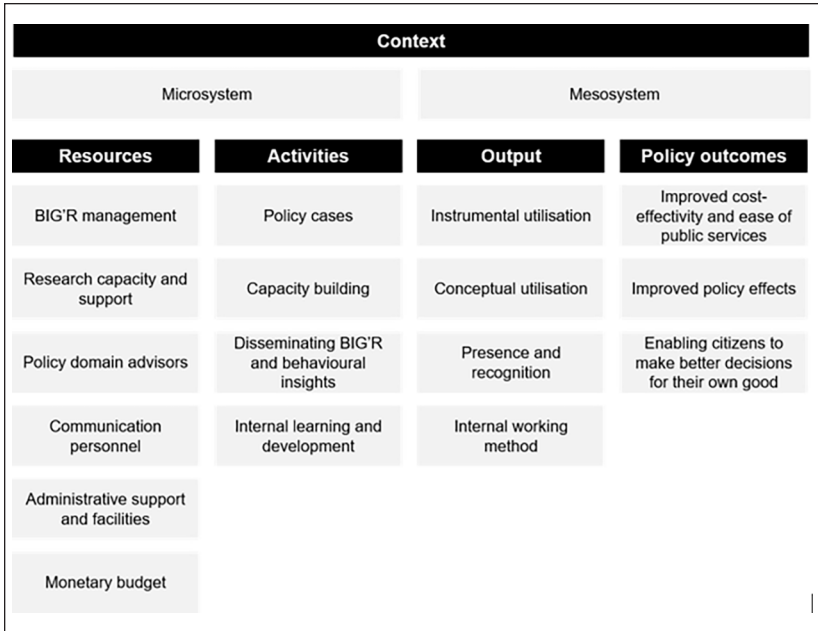 Context
Microsystem
Mesosystem
Resources
Activities
Output
Policy outcomes
BIG'R management
Policy cases
Instrumental utilisation
Improved cost-
effectivity and ease of
public services
Research capacity and
support
Capacity building
Conceptual utilisation
Improved policy effects
Policy domain advisors
Disseminating BIG'R
and behavioural
insights
Presence and
recognition
Enabling citizens to
make better decisions
for their own good
Communication
personnel
Internal learning and
development
Internal working
method
Administrative support
and facilities
Monetary budget